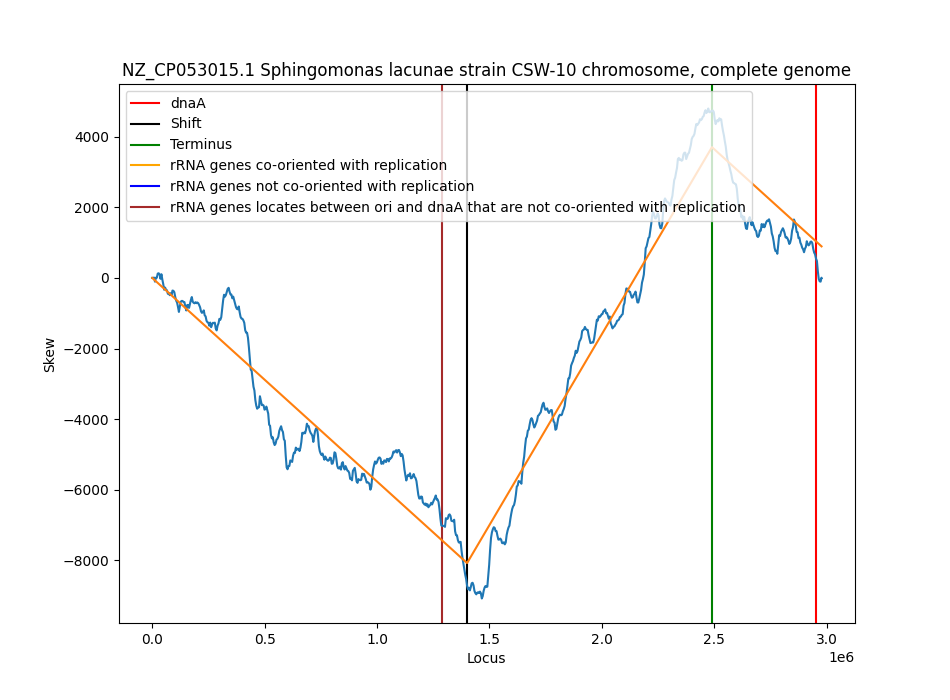 NZ_CP053015.1 Sphingomonas lacunae strain CSW-10 chromosome, complete genome
dnaA
Shift
Terminus
rRNA genes co-oriented with replication
rRNA genes not co-oriented with replication
rRNA genes locates between ori and dnaA that are not co-oriented with replication
4000
2000
0
−2000
−4000
−6000
−8000
Skew
0.0 0.5 1.0 1.5 2.0 2.5 3.0
1e6
Locus